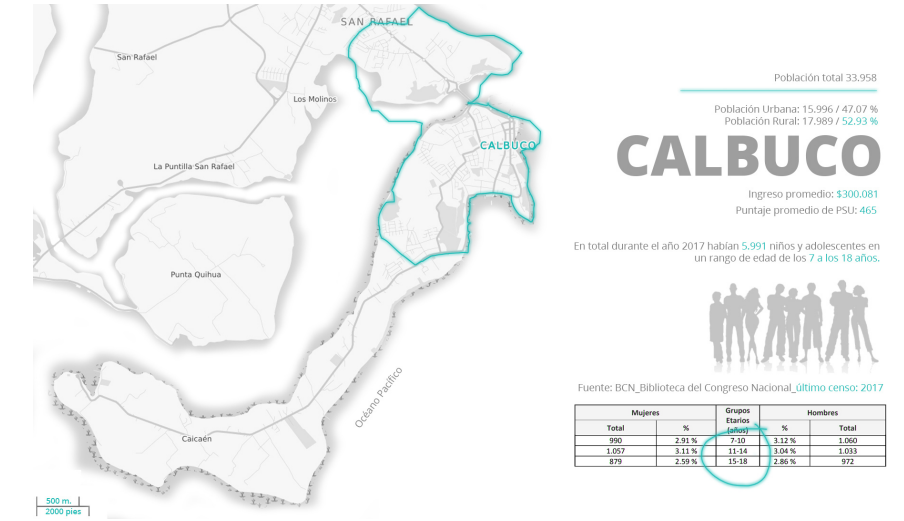 SAN RAFAEL
San Rafael
Los Molinos
La Puntilla San Rafael
CALBUCO
Punta Quihua
Océano Pacífico
Caicaén
500 m.
2000 pies
Población total 33.958
Población Urbana: 15.996 / 47.07 %
Población Rural: 17.989 / 52.93 %
CALBUCO
Ingreso promedio: $300.081
Puntaje promedio de PSU: 465
En total durante el año 2017 habían 5.991 niños y adolescentes en
un rango de edad de los 7 a los 18 años.
Fuente: BCN_Biblioteca del Congreso Nacional_último censo: 2017
Mujeres Grupos Etarios (años) Hombres
Total % % Total
990 2.91 % 7-10 3.12 % 1.060
1.057 3.11 % 11-14 3.04 % 1.033
879 2.59 % 15-18 2.86 % 972